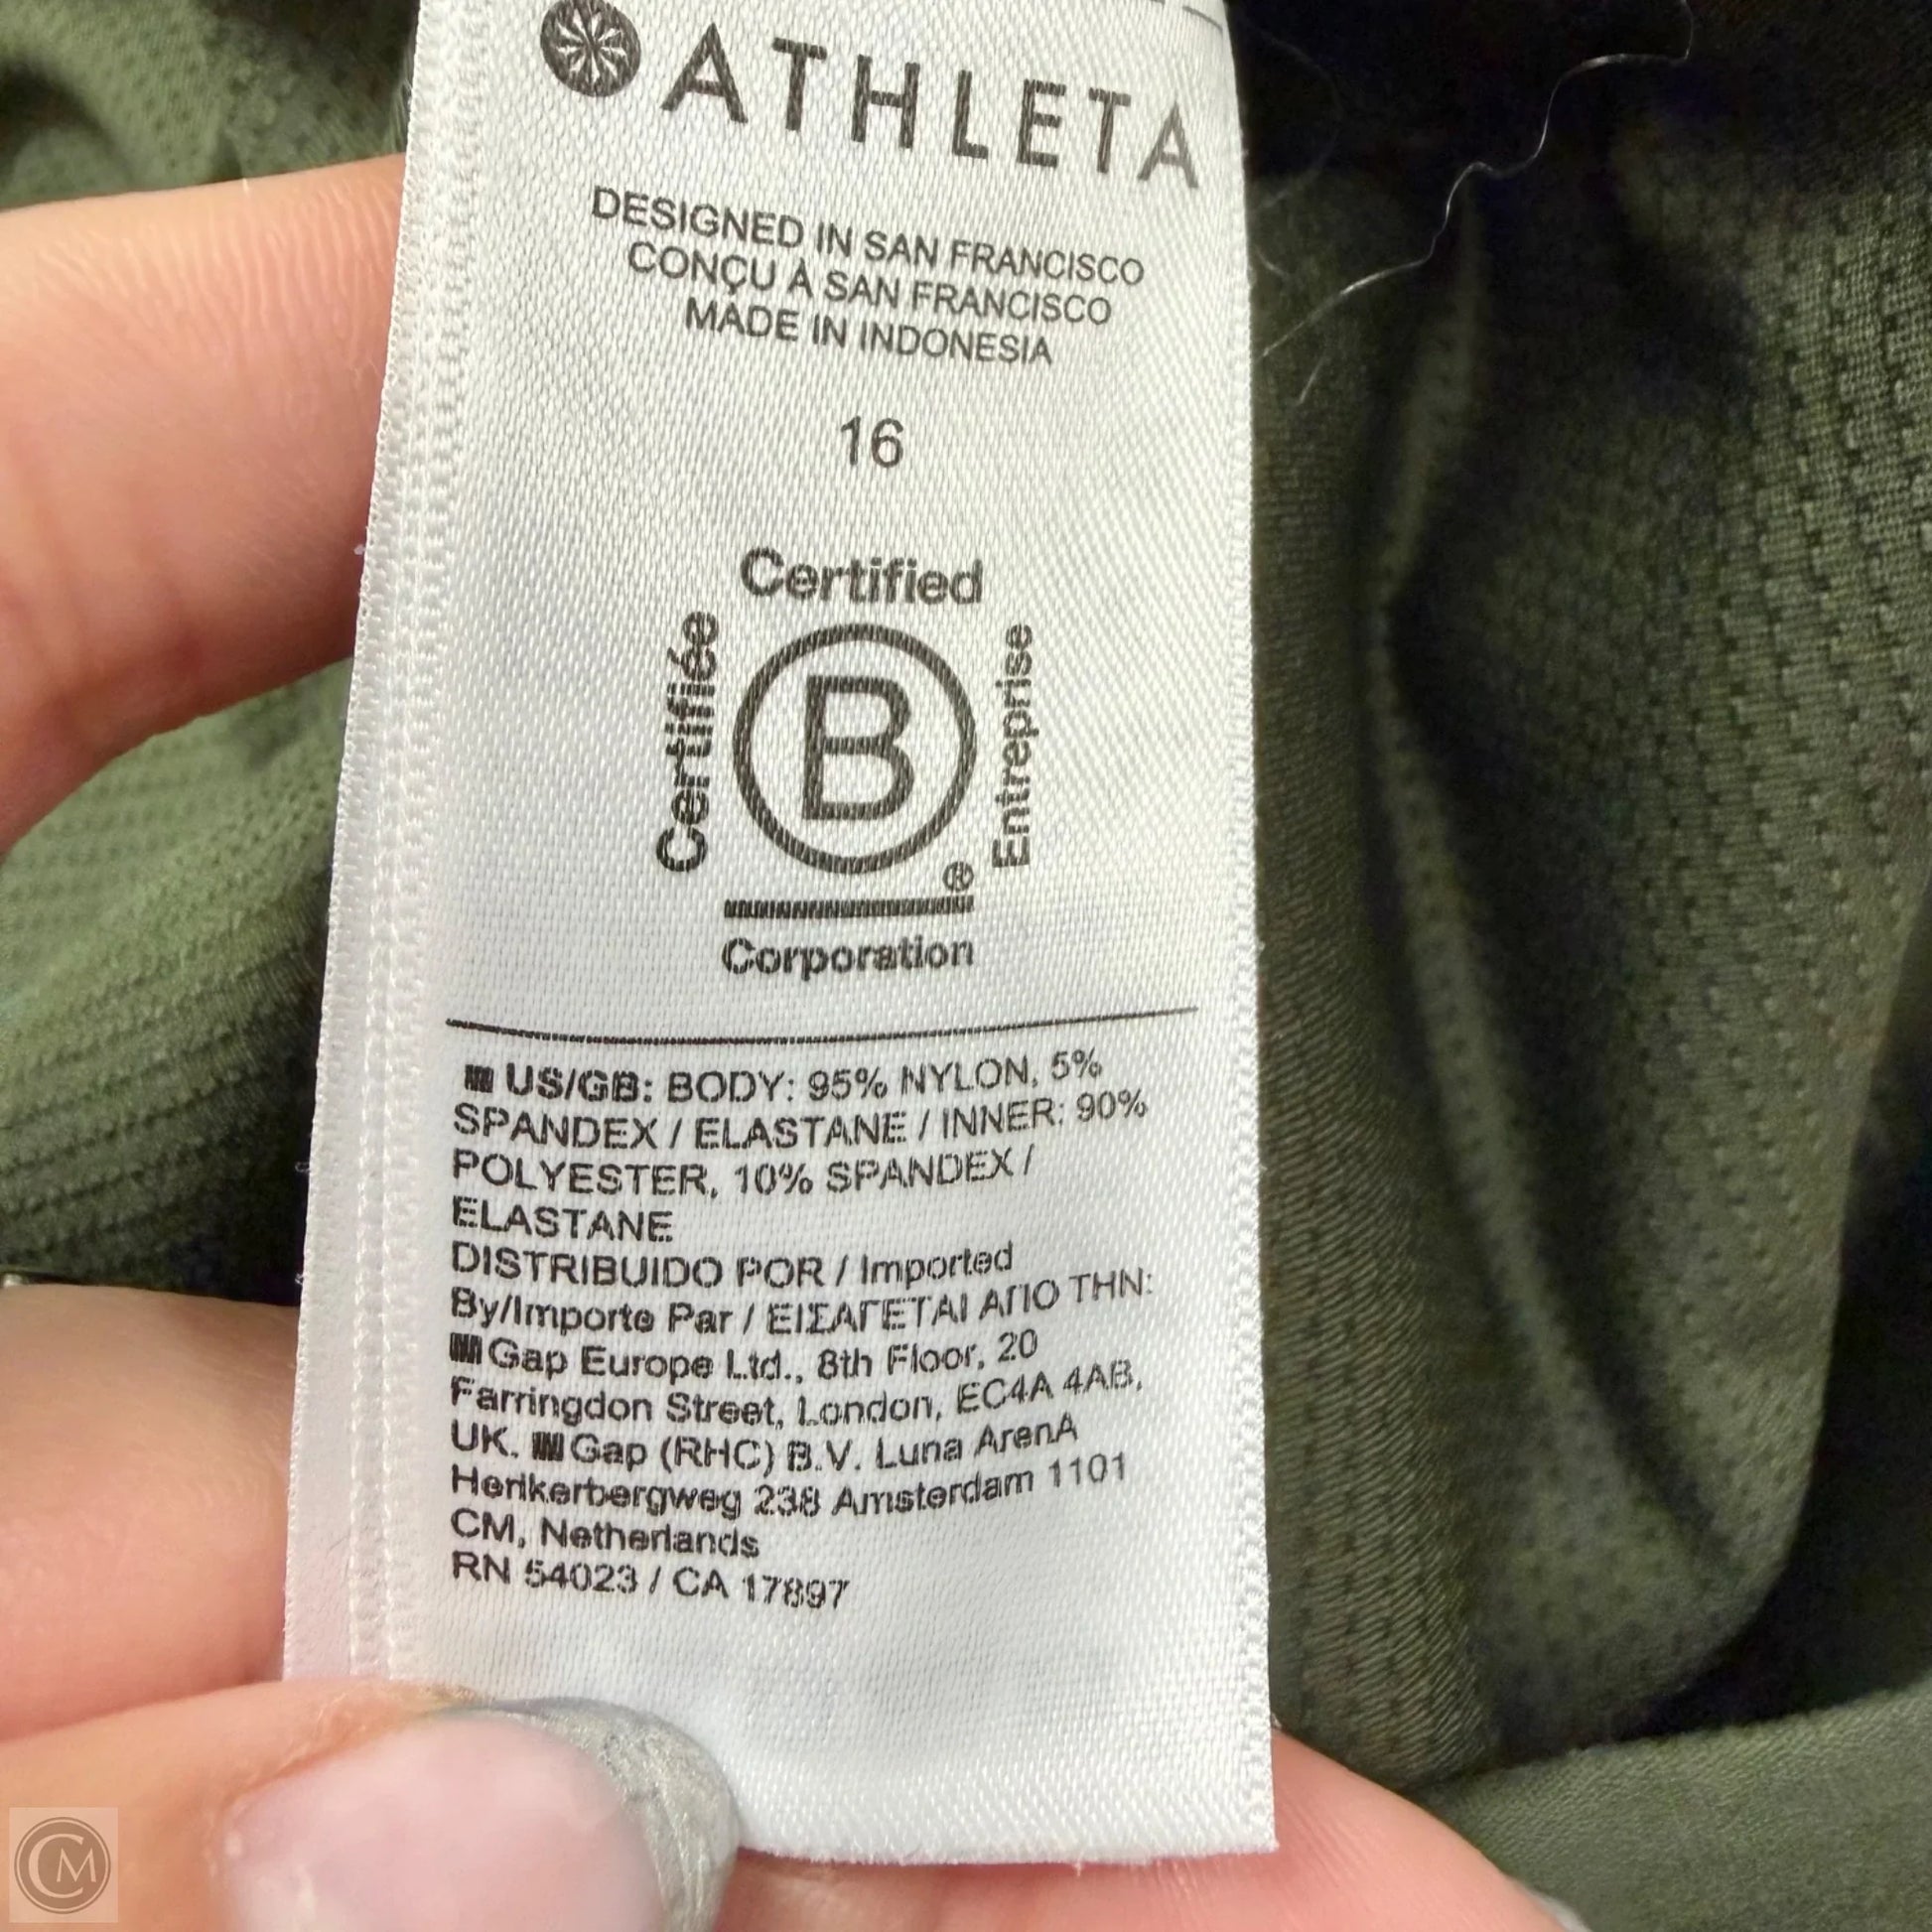 ATHLETA
DESIGNED IN SAN FRANCISCO
CONÇU À SAN FRANCISCO
MADE IN INDONESIA
16
Certified
Certifiée
B
Entreprise
®
Corporation
US/GB: BODY: 95% NYLON, 5%
SPANDEX / ELASTANE / INNER: 90%
POLYESTER, 10% SPANDEX /
ELASTANE
DISTRIBUIDO POR / Imported
By/Importe Par / ΕΙΣΑΓΕΤΑΙ ΑΠΟ ΤΗΝ:
Gap Europe Ltd., 8th Floor, 20
Farringdon Street, London, EC4A 4AB,
UK. Gap (RHC) B.V. Luna ArenA
Herikerbergweg 238 Amsterdam 1101
CM, Netherlands
RN 54023 / CA 17897
CM